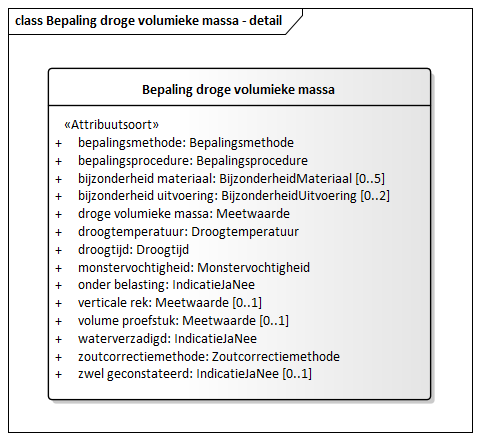 class Bepaling droge volumieke massa - detail
Bepaling droge volumieke massa
«Attribuutsoort»
+ bepalingsmethode: Bepalingsmethode
+ bepalingsprocedure: Bepalingsprocedure
+ bijzonderheid materiaal: BijzonderheidMateriaal [0..5]
+ bijzonderheid uitvoering: BijzonderheidUitvoering [0..2]
+ droge volumieke massa: Meetwaarde
+ droogtemperatuur: Droogtemperatuur
+ droogtijd: Droogtijd
+ monstervochtigheid: Monstervochtigheid
+ onder belasting: IndicatieJaNee
+ verticale rek: Meetwaarde [0..1]
+ volume proefstuk: Meetwaarde [0..1]
+ waterverzadigd: IndicatieJaNee
+ zoutcorrectiemethode: Zoutcorrectiemethode
+ zwel geconstateerd: IndicatieJaNee [0..1]